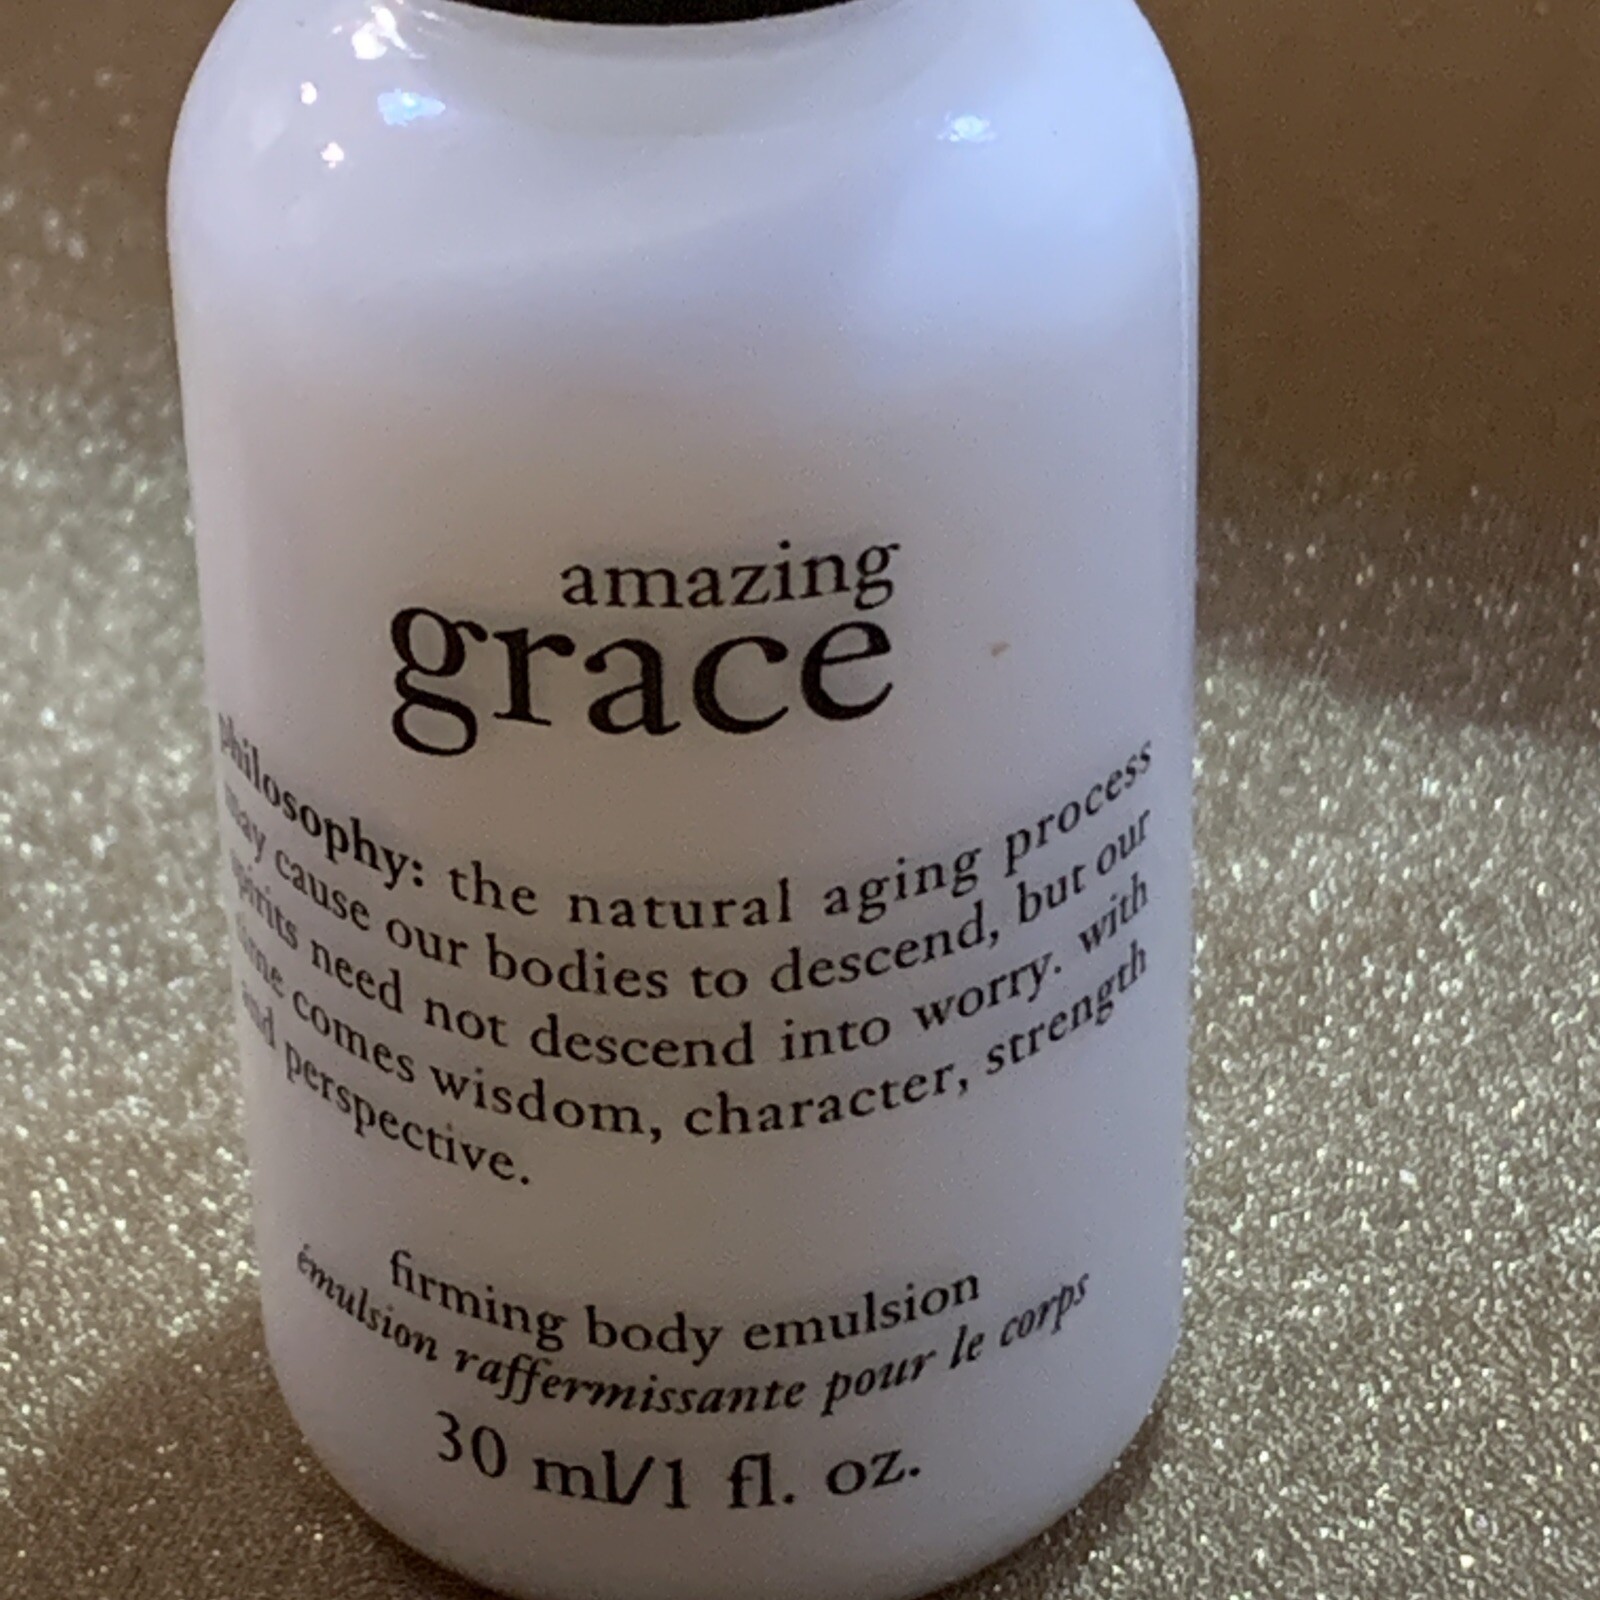 amazing
grace
philosophy: the natural aging process
may cause our bodies to descend, but our
spirits need not descend into worry. with
time comes wisdom, character, strength
and perspective.
firming body emulsion
émulsion raffermissante pour le corps
30 ml/1 fl. oz.